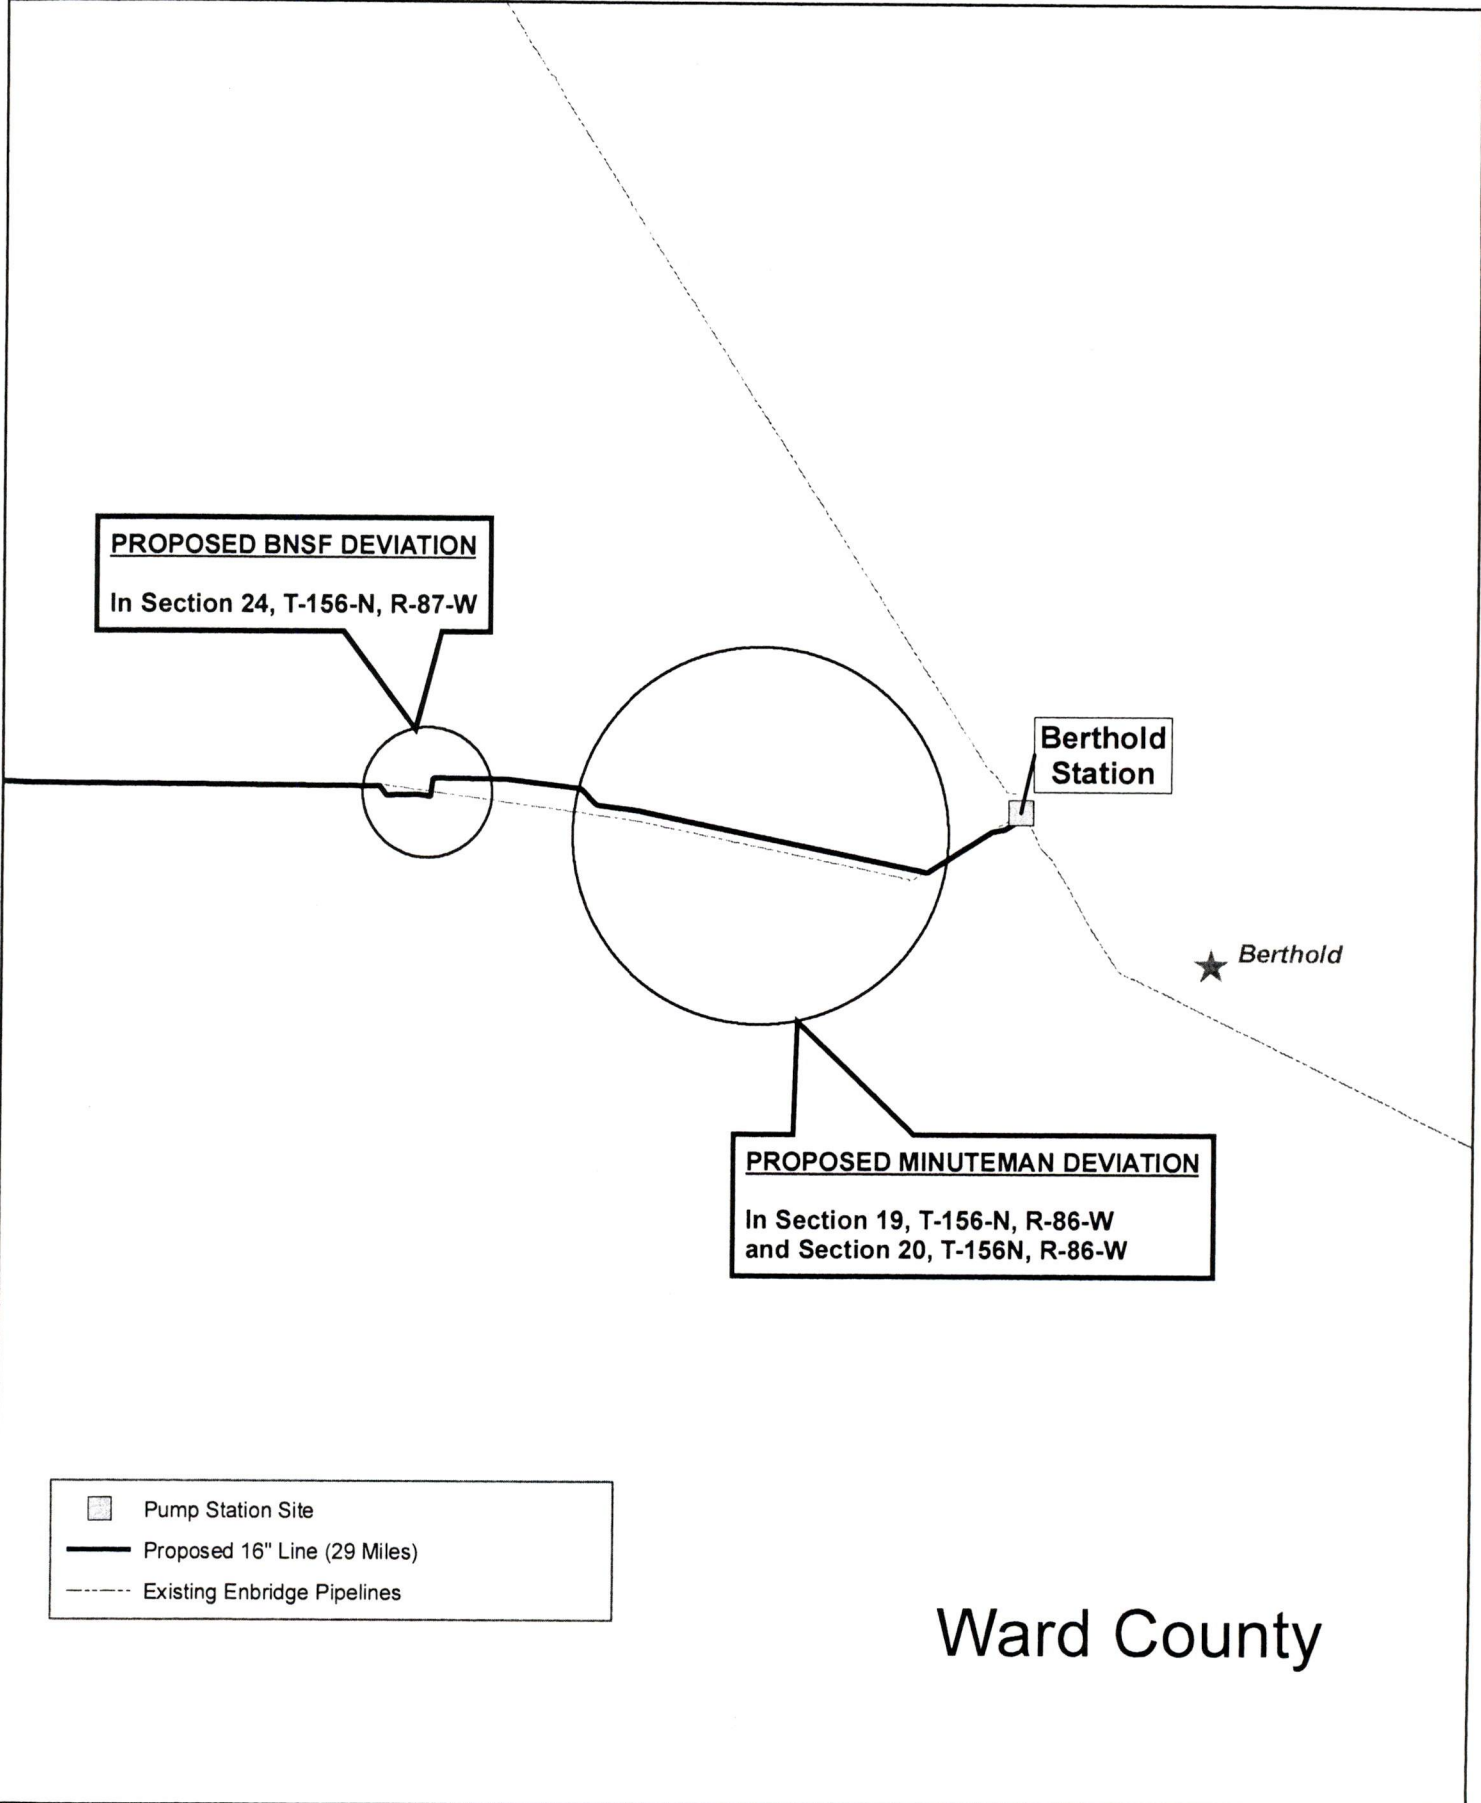 PROPOSED BNSF DEVIATION
In Section 24, T-156-N, R-87-W
Berthold
Station
Berthold
PROPOSED MINUTEMAN DEVIATION
In Section 19, T-156-N, R-86-W
and Section 20, T-156N, R-86-W
Pump Station Site
Proposed 16" Line (29 Miles)
Existing Enbridge Pipelines
Ward County